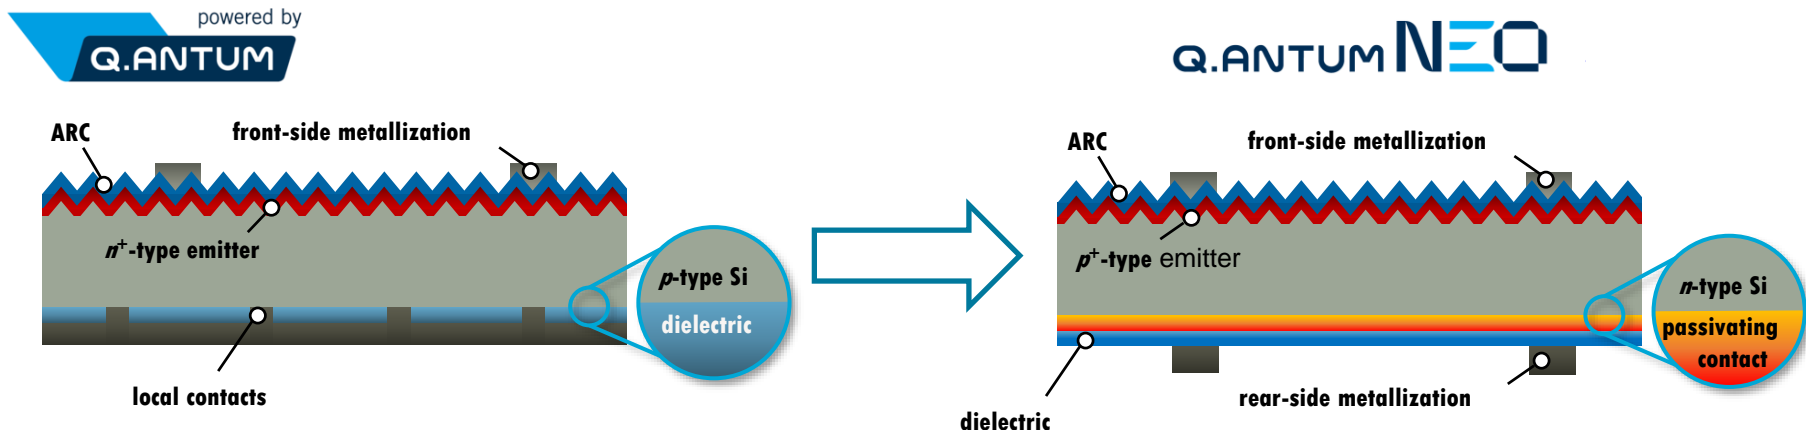 powered by
Q.ANTUM
ARC
front-side metallization
n+-type emitter
p-type Si
dielectric
local contacts
Q.ANTUM NEO
ARC
front-side metallization
p+-type emitter
n-type Si
passivating
contact
rear-side metallization
dielectric